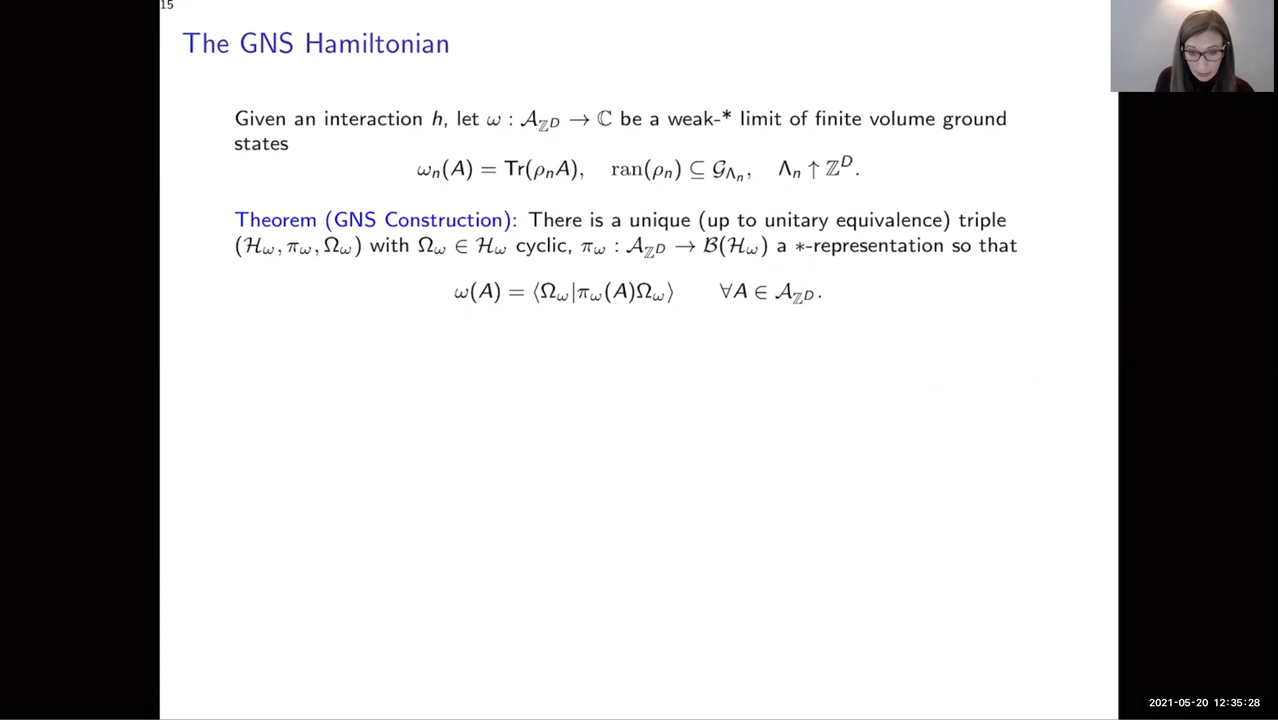 15
The GNS Hamiltonian
Given an interaction h, let ω : 𝒜_{ℤ^D} → ℂ be a weak-* limit of finite volume ground
states
ω_n(A) = Tr(ρ_n A),   ran(ρ_n) ⊆ 𝒢_{Λ_n},   Λ_n ↑ ℤ^D.
Theorem (GNS Construction): There is a unique (up to unitary equivalence) triple
(ℋ_ω, π_ω, Ω_ω) with Ω_ω ∈ ℋ_ω cyclic, π_ω : 𝒜_{ℤ^D} → ℬ(ℋ_ω) a ∗-representation so that
ω(A) = ⟨Ω_ω|π_ω(A)Ω_ω⟩   ∀A ∈ 𝒜_{ℤ^D}.
2021-05-20 12:35:28